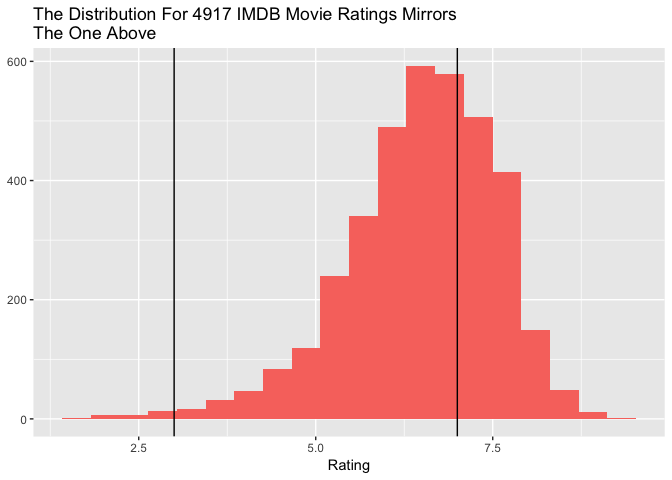 The Distribution For 4917 IMDB Movie Ratings Mirrors
The One Above
600
400
200
0
2.5
5.0
7.5
Rating